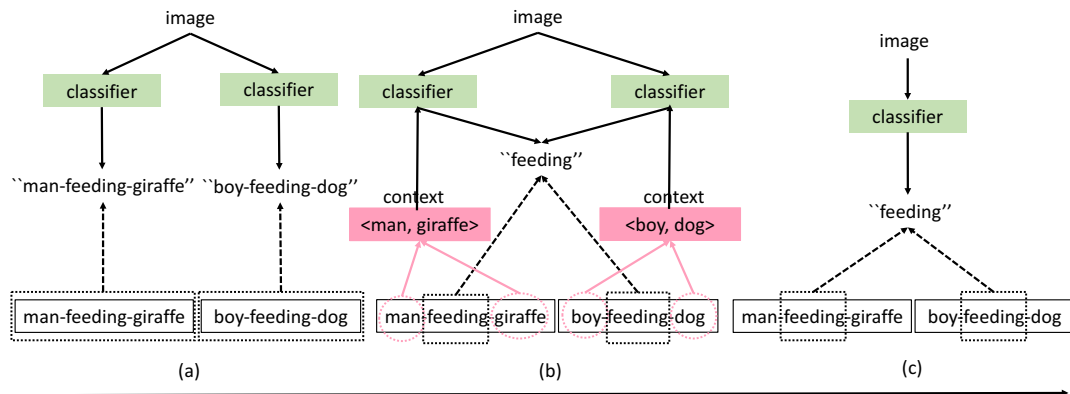 image
classifier
classifier
``man-feeding-giraffe’’
``boy-feeding-dog’’
man-feeding-giraffe
boy-feeding-dog
(a)
image
classifier
classifier
``feeding’’
context
<man, giraffe>
context
<boy, dog>
man-feeding-giraffe
boy-feeding-dog
(b)
image
classifier
``feeding’’
man-feeding-giraffe
boy-feeding-dog
(c)